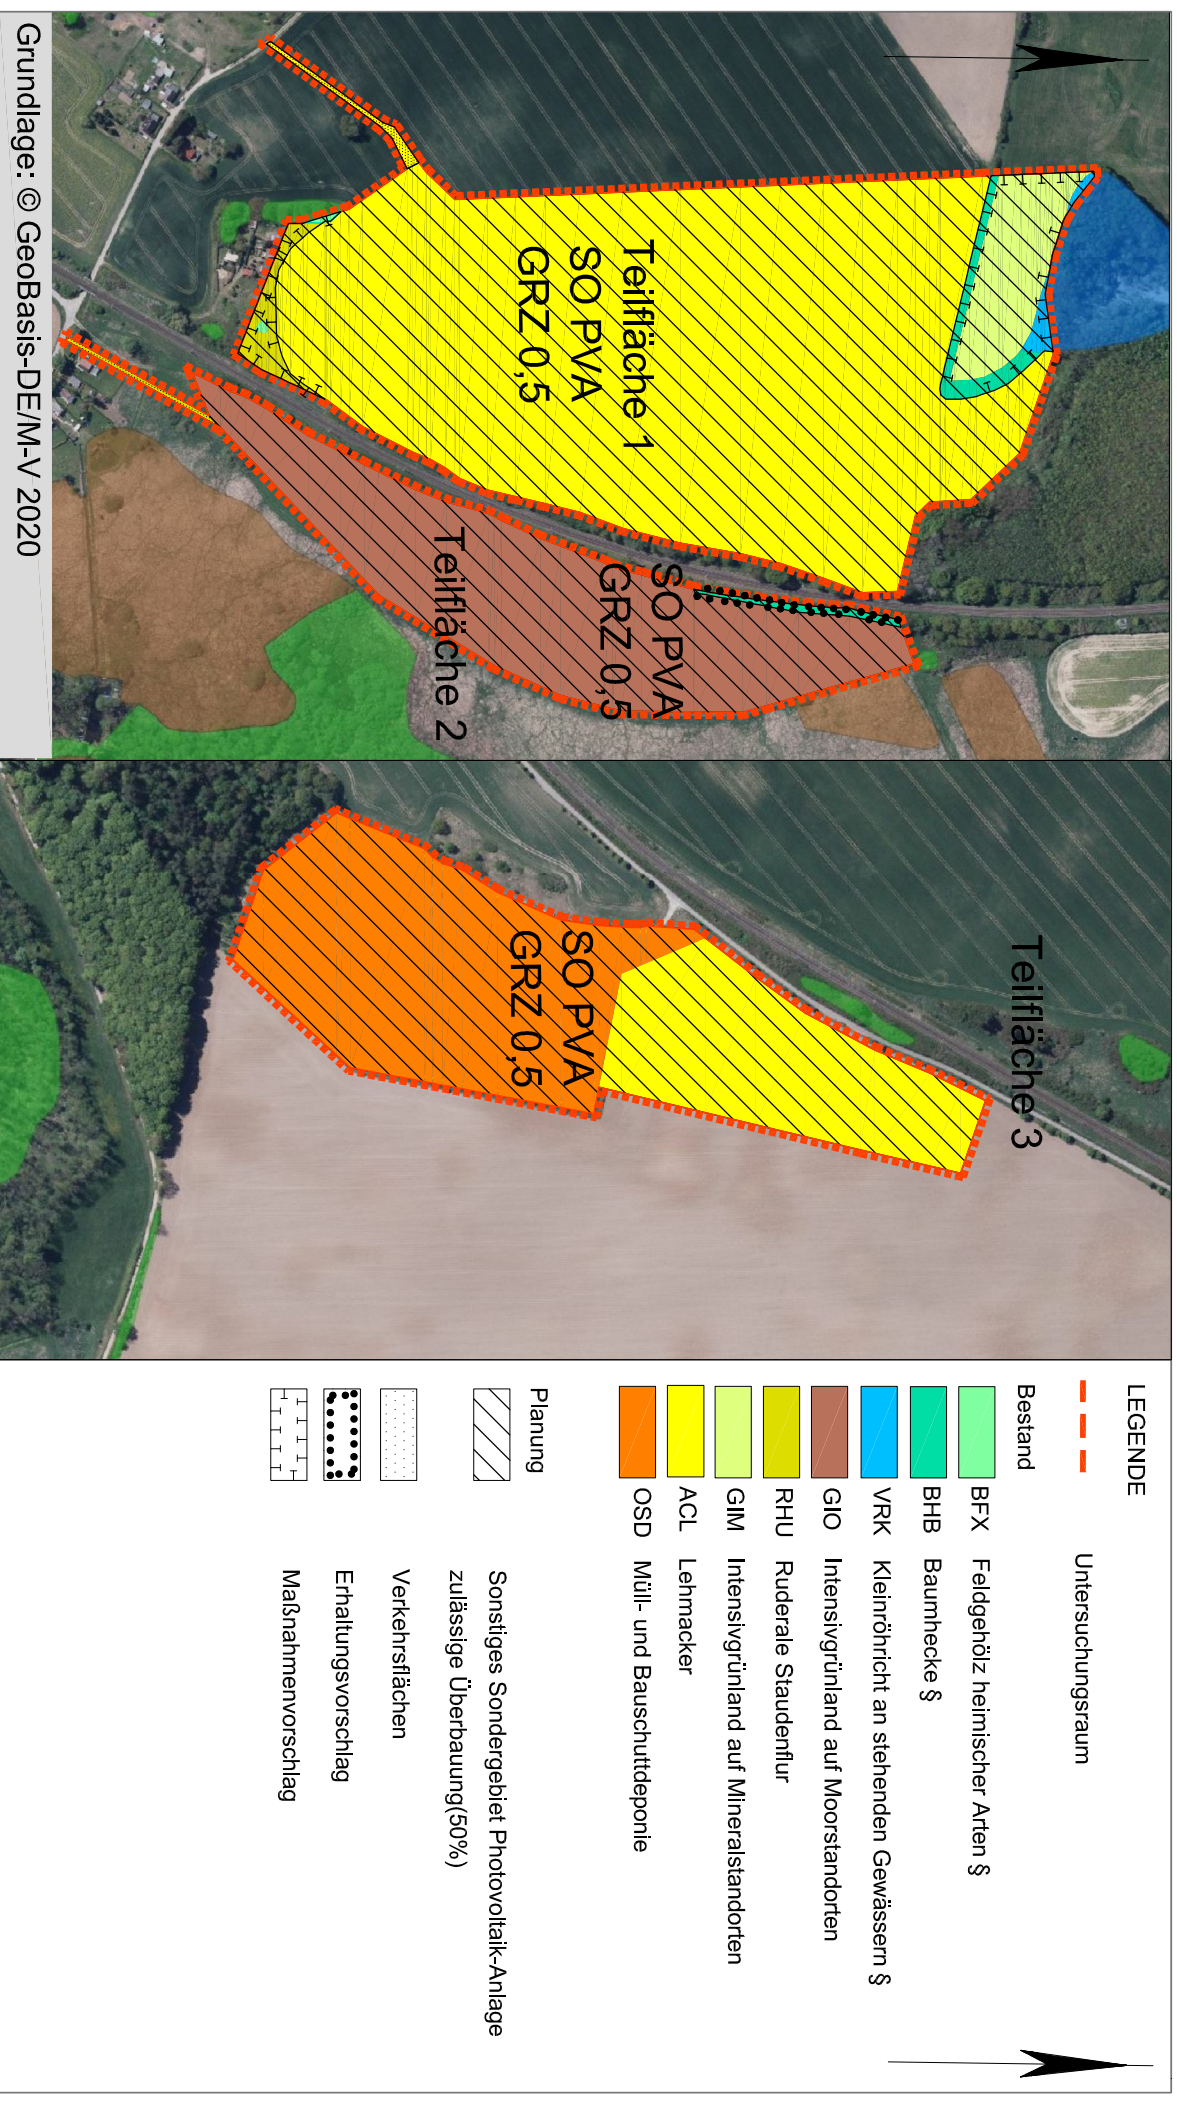 Teilfläche 1
SO PVA
GRZ 0,5
SO PVA
GRZ 0,5
Teilfläche 2
Teilfläche 3
SO PVA
GRZ 0,5
LEGENDE
Untersuchungsraum
Bestand
BFX Feldgehölz heimischer Arten §
BHB Baumhecke §
VRK Kleinröhricht an stehenden Gewässern §
GIO Intensivgrünland auf Moorstandorten
RHU Ruderale Staudenflur
GIM Intensivgrünland auf Mineralstandorten
ACL Lehmacker
OSD Müll- und Bauschuttdeponie
Planung
Sonstiges Sondergebiet Photovoltaik-Anlage
zulässige Überbauung(50%)
Verkehrsflächen
Erhaltungsvorschlag
Maßnahmenvorschlag
Grundlage: © GeoBasis-DE/M-V 2020